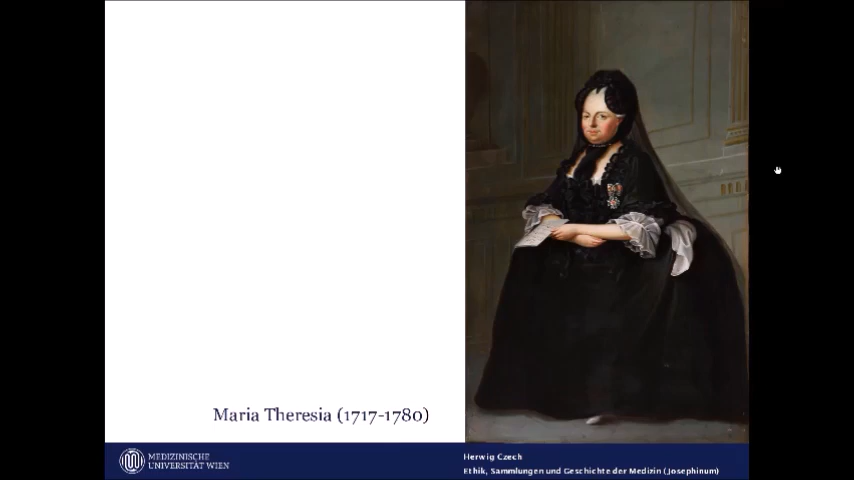 Maria Theresia (1717-1780)
MEDIZINISCHE
UNIVERSITÄT WIEN
Herwig Czech
Ethik, Sammlungen und Geschichte der Medizin (Josephinum)